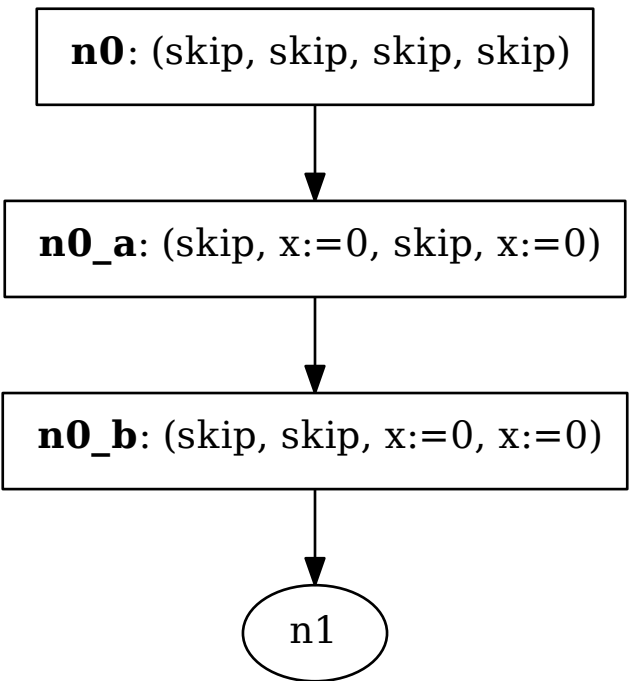 n0: (skip, skip, skip, skip)
n0_a: (skip, x:=0, skip, x:=0)
n0_b: (skip, skip, x:=0, x:=0)
n1